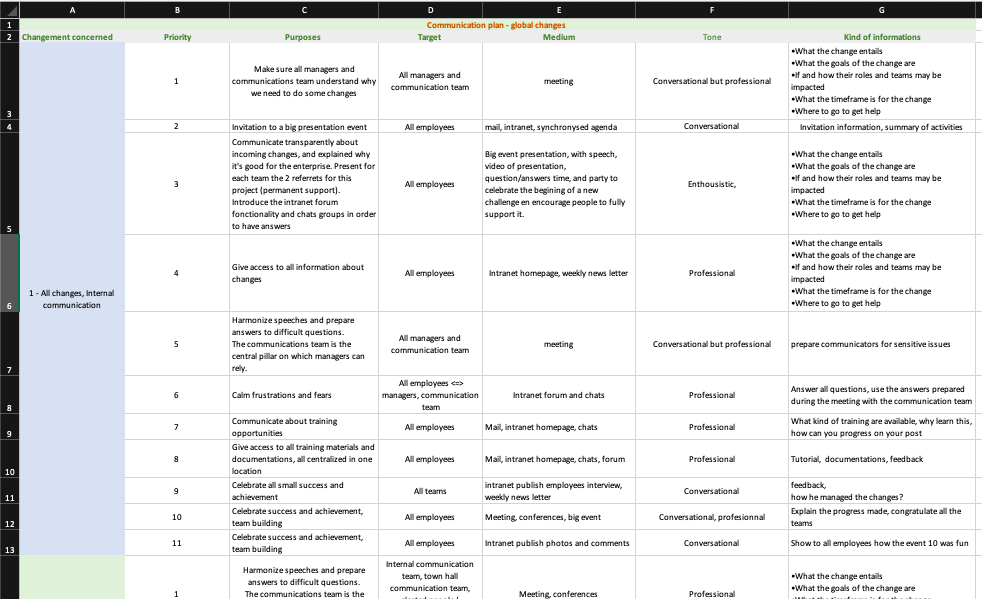 A B C D E F G
1 Communication plan - global changes
2 Changement concerned Priority Purposes Target Medium Tone Kind of informations
1 - All changes, Internal
communication
3
1
Make sure all managers and
communications team understand why
we need to do some changes
All managers and
communication team
meeting
Conversational but professional
•What the change entails
•What the goals of the change are
•If and how their roles and teams may be
impacted
•What the timeframe is for the change
•Where to go to get help
4
2
Invitation to a big presentation event
All employees
mail, intranet, synchronysed agenda
Conversational
Invitation information, summary of activities
5
3
Communicate transparently about
incoming changes, and explained why
it's good for the enterprise. Present for
each team the 2 referrets for this
project (permanent support).
Introduce the intranet forum
fonctionality and chats groups in order
to have answers
All employees
Big event presentation, with speech,
video of presentation,
question/answers time, and party to
celebrate the begining of a new
challenge en encourage people to fully
support it.
Enthousistic,
•What the change entails
•What the goals of the change are
•If and how their roles and teams may be
impacted
•What the timeframe is for the change
•Where to go to get help
6
4
Give access to all information about
changes
All employees
Intranet homepage, weekly news letter
Professional
•What the change entails
•What the goals of the change are
•If and how their roles and teams may be
impacted
•What the timeframe is for the change
•Where to go to get help
7
5
Harmonize speeches and prepare
answers to difficult questions.
The communications team is the
central pillar on which managers can
rely.
All managers and
communication team
meeting
Conversational but professional
prepare communicators for sensitive issues
8
6
Calm frustrations and fears
All employees <=>
managers, communication
team
Intranet forum and chats
Professional
Answer all questions, use the answers prepared
during the meeting with the communication team
9
7
Communicate about training
opportunities
All employees
Mail, intranet homepage, chats
Professional
What kind of training are available, why learn this,
how can you progress on your post
10
8
Give access to all training materials and
documentations, all centralized in one
location
All employees
Mail, intranet homepage, chats, forum
Professional
Tutorial, documentations, feedback
11
9
Celebrate all small success and
achievement
All teams
intranet publish employees interview,
weekly news letter
Conversational
feedback,
how he managed the changes?
12
10
Celebrate success and achievement,
team building
All employees
Meeting, conferences, big event
Conversational, profesionnal
Explain the progress made, congratulate all the
teams
13
11
Celebrate success and achievement,
team building
All employees
Intranet publish photos and comments
Conversational
Show to all employees how the event 10 was fun
1
Harmonize speeches and prepare
answers to difficult questions.
The communications team is the
Internal communication
team, town hall
communication team,
Meeting, conferences
Professional
•What the change entails
•What the goals of the change are